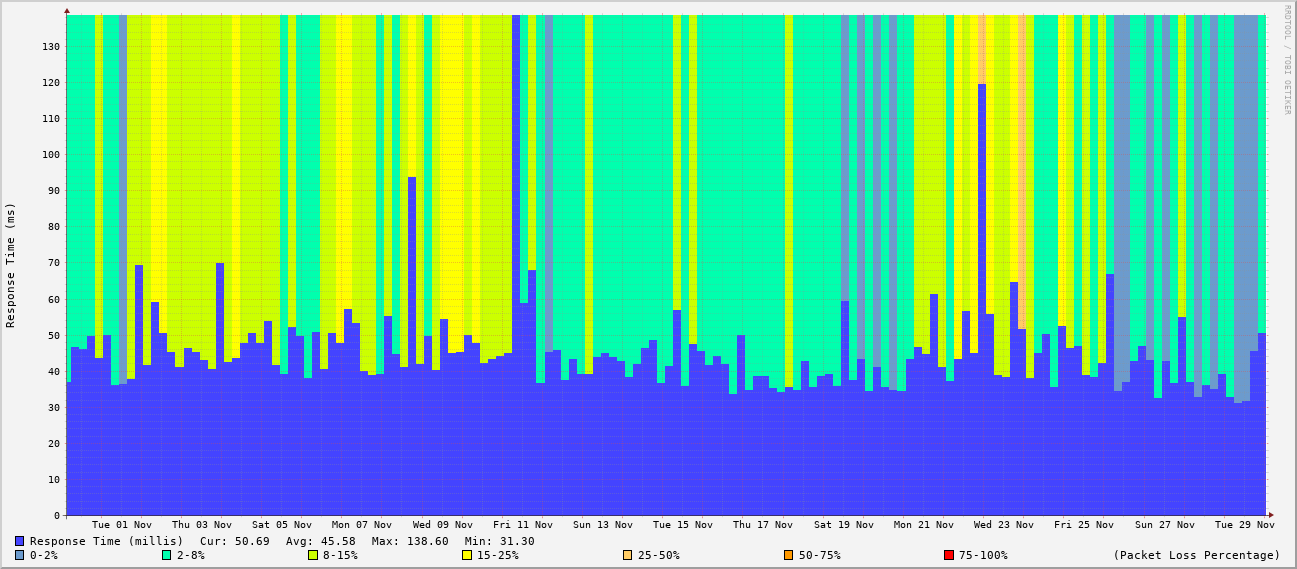 RRDTOOL / TOBI OETIKER
Response Time (ms)
130
120
110
100
90
80
70
60
50
40
30
20
10
0
Tue 01 Nov Thu 03 Nov Sat 05 Nov Mon 07 Nov Wed 09 Nov Fri 11 Nov Sun 13 Nov Tue 15 Nov Thu 17 Nov Sat 19 Nov Mon 21 Nov Wed 23 Nov Fri 25 Nov Sun 27 Nov Tue 29 Nov
Response Time (millis) Cur: 50.69 Avg: 45.58 Max: 138.60 Min: 31.30
0-2% 2-8% 8-15% 15-25% 25-50% 50-75% 75-100% (Packet Loss Percentage)